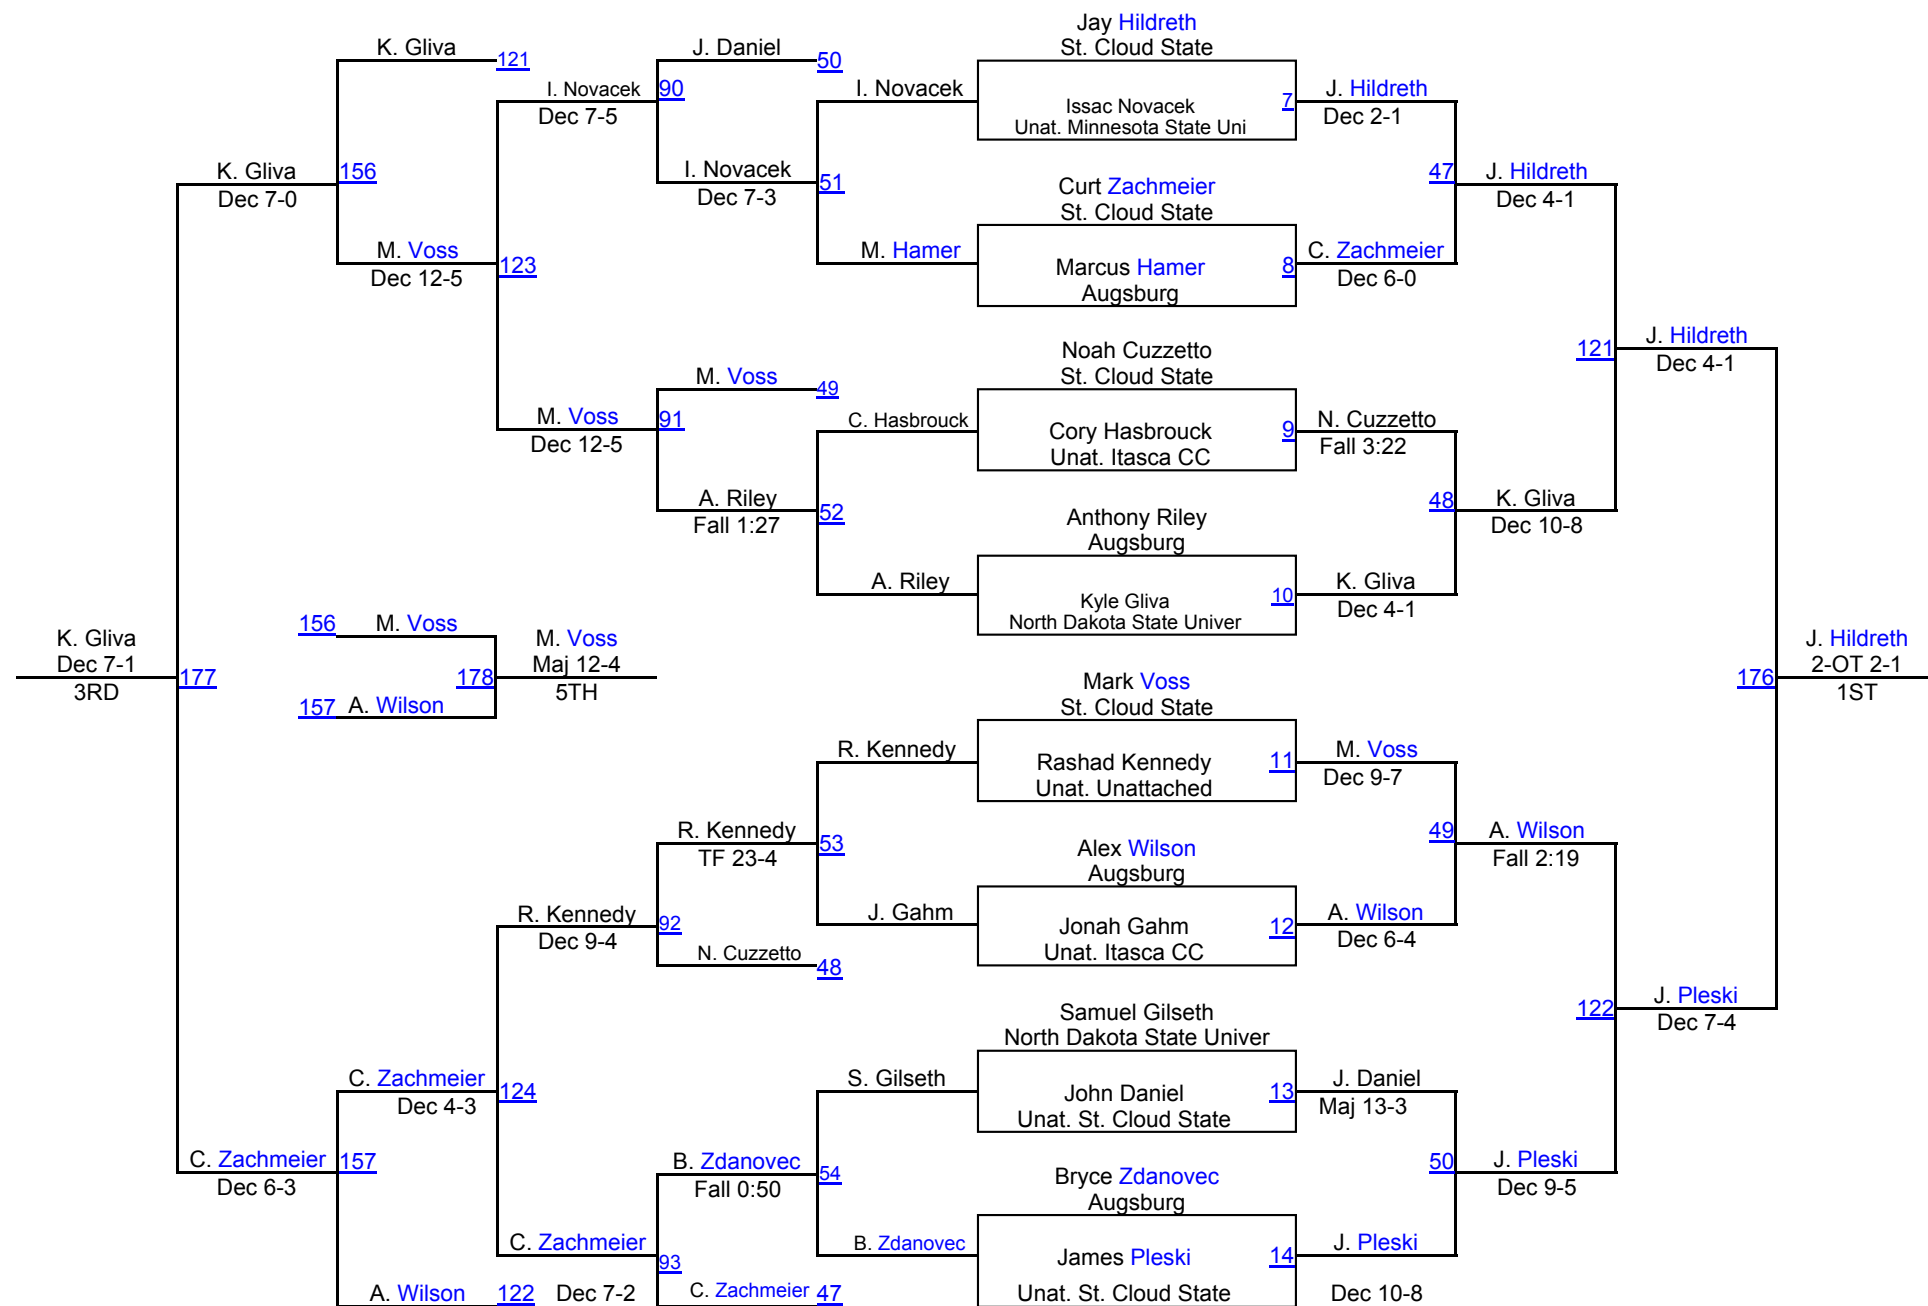 Jay Hildreth
St. Cloud State
K. Gliva
121
J. Daniel
50
I. Novacek
90
Dec 7-5
I. Novacek
Issac Novacek
Unat. Minnesota State Uni
7
J. Hildreth
Dec 2-1
K. Gliva
Dec 7-0
156
I. Novacek
Dec 7-3
51
Curt Zachmeier
St. Cloud State
47
J. Hildreth
Dec 4-1
M. Voss
Dec 12-5
123
M. Hamer
Marcus Hamer
Augsburg
8
C. Zachmeier
Dec 6-0
Noah Cuzzetto
St. Cloud State
121
J. Hildreth
Dec 4-1
M. Voss
49
M. Voss
Dec 12-5
91
C. Hasbrouck
Cory Hasbrouck
Unat. Itasca CC
9
N. Cuzzetto
Fall 3:22
A. Riley
Fall 1:27
52
Anthony Riley
Augsburg
48
K. Gliva
Dec 10-8
A. Riley
Kyle Gliva
North Dakota State Univer
10
K. Gliva
Dec 4-1
K. Gliva
Dec 7-1
3RD
177
156
M. Voss
157
A. Wilson
178
M. Voss
Maj 12-4
5TH
Mark Voss
St. Cloud State
176
J. Hildreth
2-OT 2-1
1ST
R. Kennedy
Rashad Kennedy
Unat. Unattached
11
M. Voss
Dec 9-7
R. Kennedy
TF 23-4
53
Alex Wilson
Augsburg
49
A. Wilson
Fall 2:19
R. Kennedy
Dec 9-4
92
N. Cuzzetto
48
J. Gahm
Jonah Gahm
Unat. Itasca CC
12
A. Wilson
Dec 6-4
Samuel Gilseth
North Dakota State Univer
122
J. Pleski
Dec 7-4
C. Zachmeier
Dec 4-3
124
S. Gilseth
John Daniel
Unat. St. Cloud State
13
J. Daniel
Maj 13-3
C. Zachmeier
Dec 6-3
157
B. Zdanovec
Fall 0:50
54
Bryce Zdanovec
Augsburg
50
J. Pleski
Dec 9-5
C. Zachmeier
Dec 7-2
93
B. Zdanovec
James Pleski
Unat. St. Cloud State
14
J. Pleski
Dec 10-8
A. Wilson
122
C. Zachmeier
47